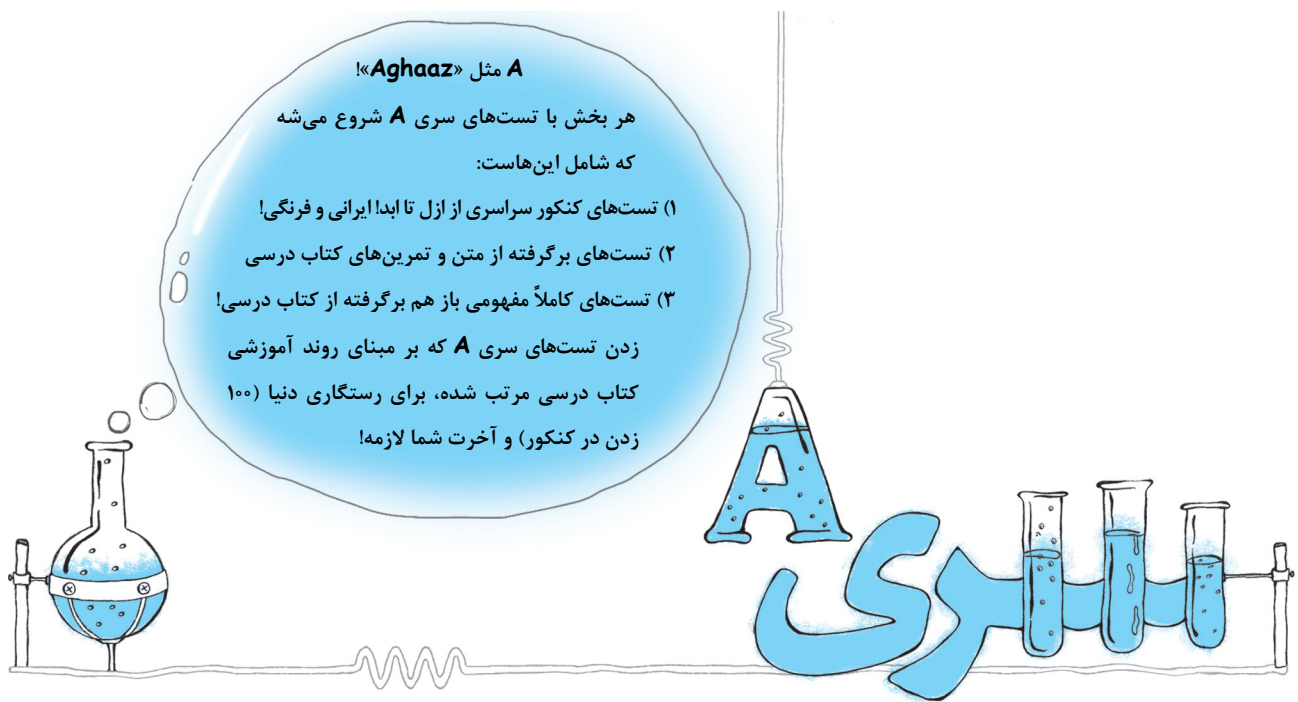 A مثل «Aghaaz»!
هر بخش با تست‌های سری A شروع می‌شه
که شامل این‌هاست:
۱) تست‌های کنکور سراسری از ازل تا ابد! ایرانی و فرنگی!
۲) تست‌های برگرفته از متن و تمرین‌های کتاب درسی
۳) تست‌های کاملاً مفهومی باز هم برگرفته از کتاب درسی!
زدن تست‌های سری A که بر مبنای روند آموزشی
کتاب درسی مرتب شده، برای رستگاری دنیا (۱۰۰
زدن در کنکور) و آخرت شما لازمه!
سری A